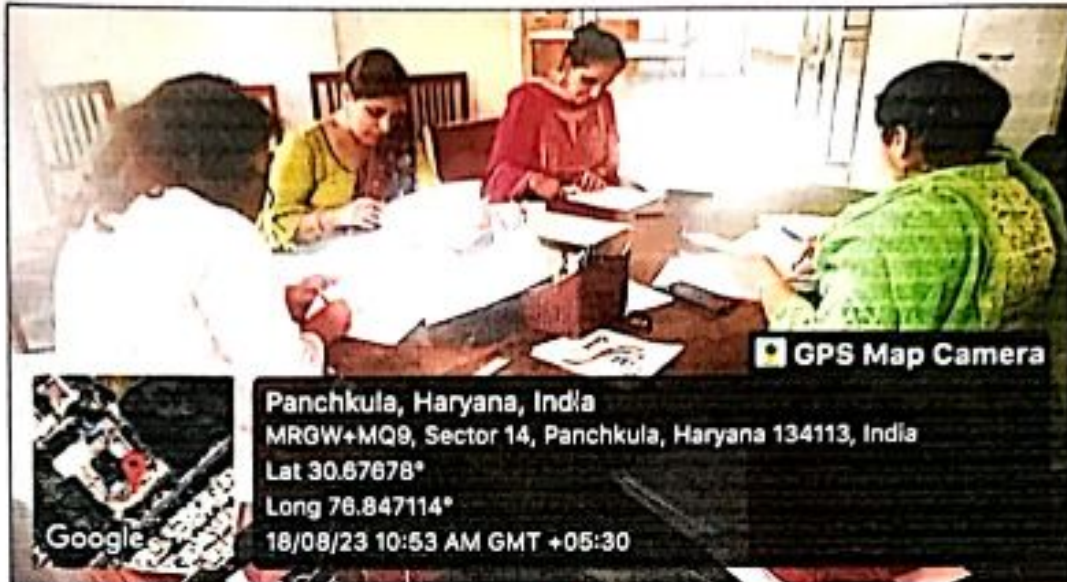 GPS Map Camera
Panchkula, Haryana, India
MRGW+MQ9, Sector 14, Panchkula, Haryana 134113, India
Lat 30.67678°
Long 76.847114°
18/08/23 10:53 AM GMT +05:30
Google